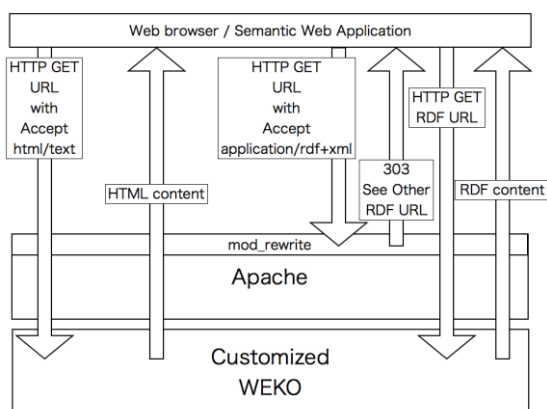 Web browser / Semantic Web Application
HTTP GET
URL
with
Accept
html/text
HTML content
HTTP GET
URL
with
Accept
application/rdf+xml
303
See Other
RDF URL
HTTP GET
RDF URL
RDF content
mod_rewrite
Apache
Customized
WEKO